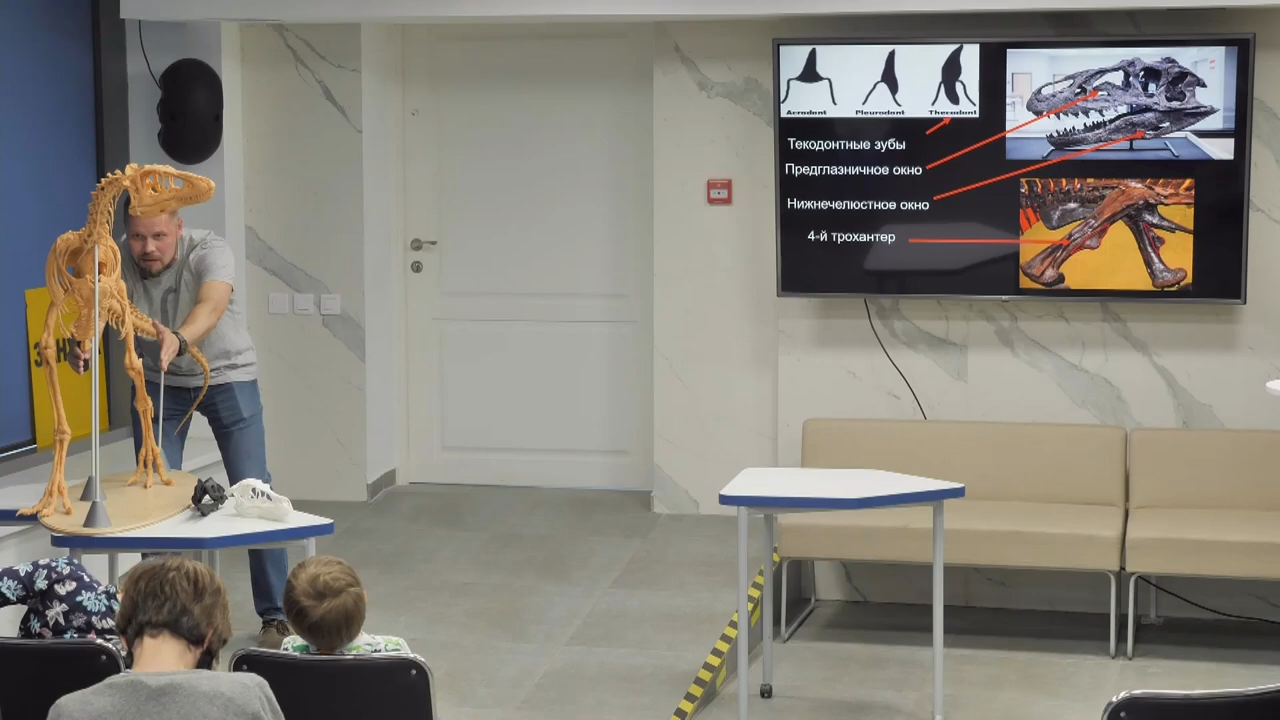 Acrodont Pleurodont Thecodont
Текодонтные зубы
Предглазничное окно
Нижнечелюстное окно
4-й трохантер